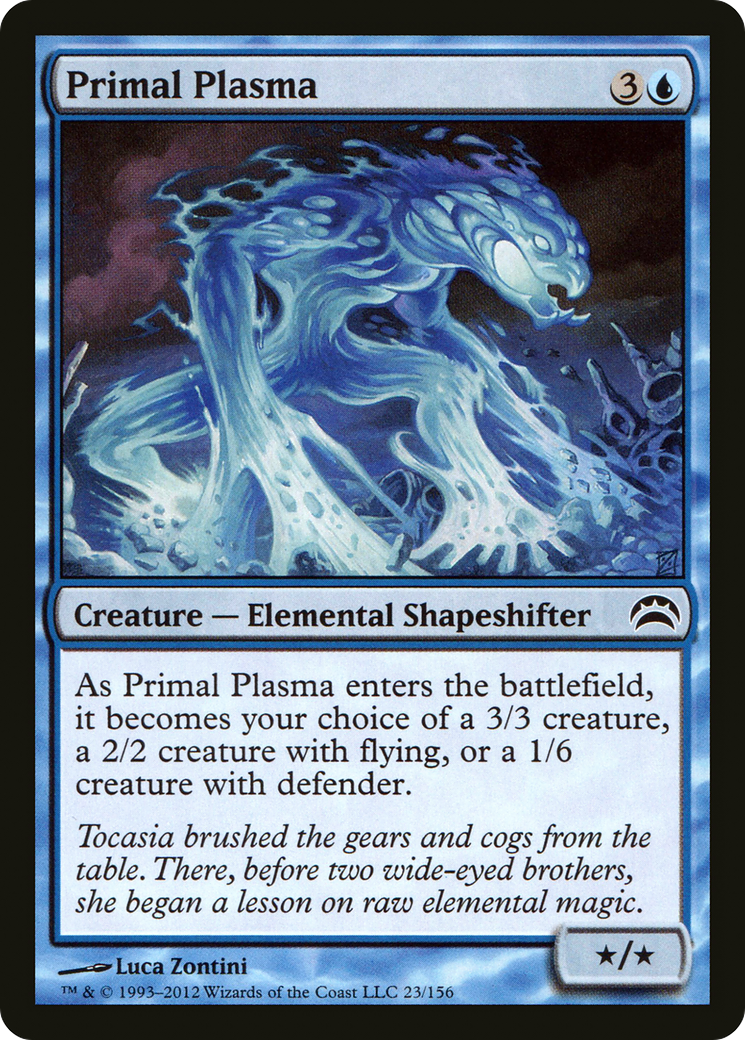 Primal Plasma 3
Creature — Elemental Shapeshifter
As Primal Plasma enters the battlefield,
it becomes your choice of a 3/3 creature,
a 2/2 creature with flying, or a 1/6
creature with defender.
Tocasia brushed the gears and cogs from the
table. There, before two wide-eyed brothers,
she began a lesson on raw elemental magic.
★/★
Luca Zontini
™ & © 1993–2012 Wizards of the Coast LLC 23/156